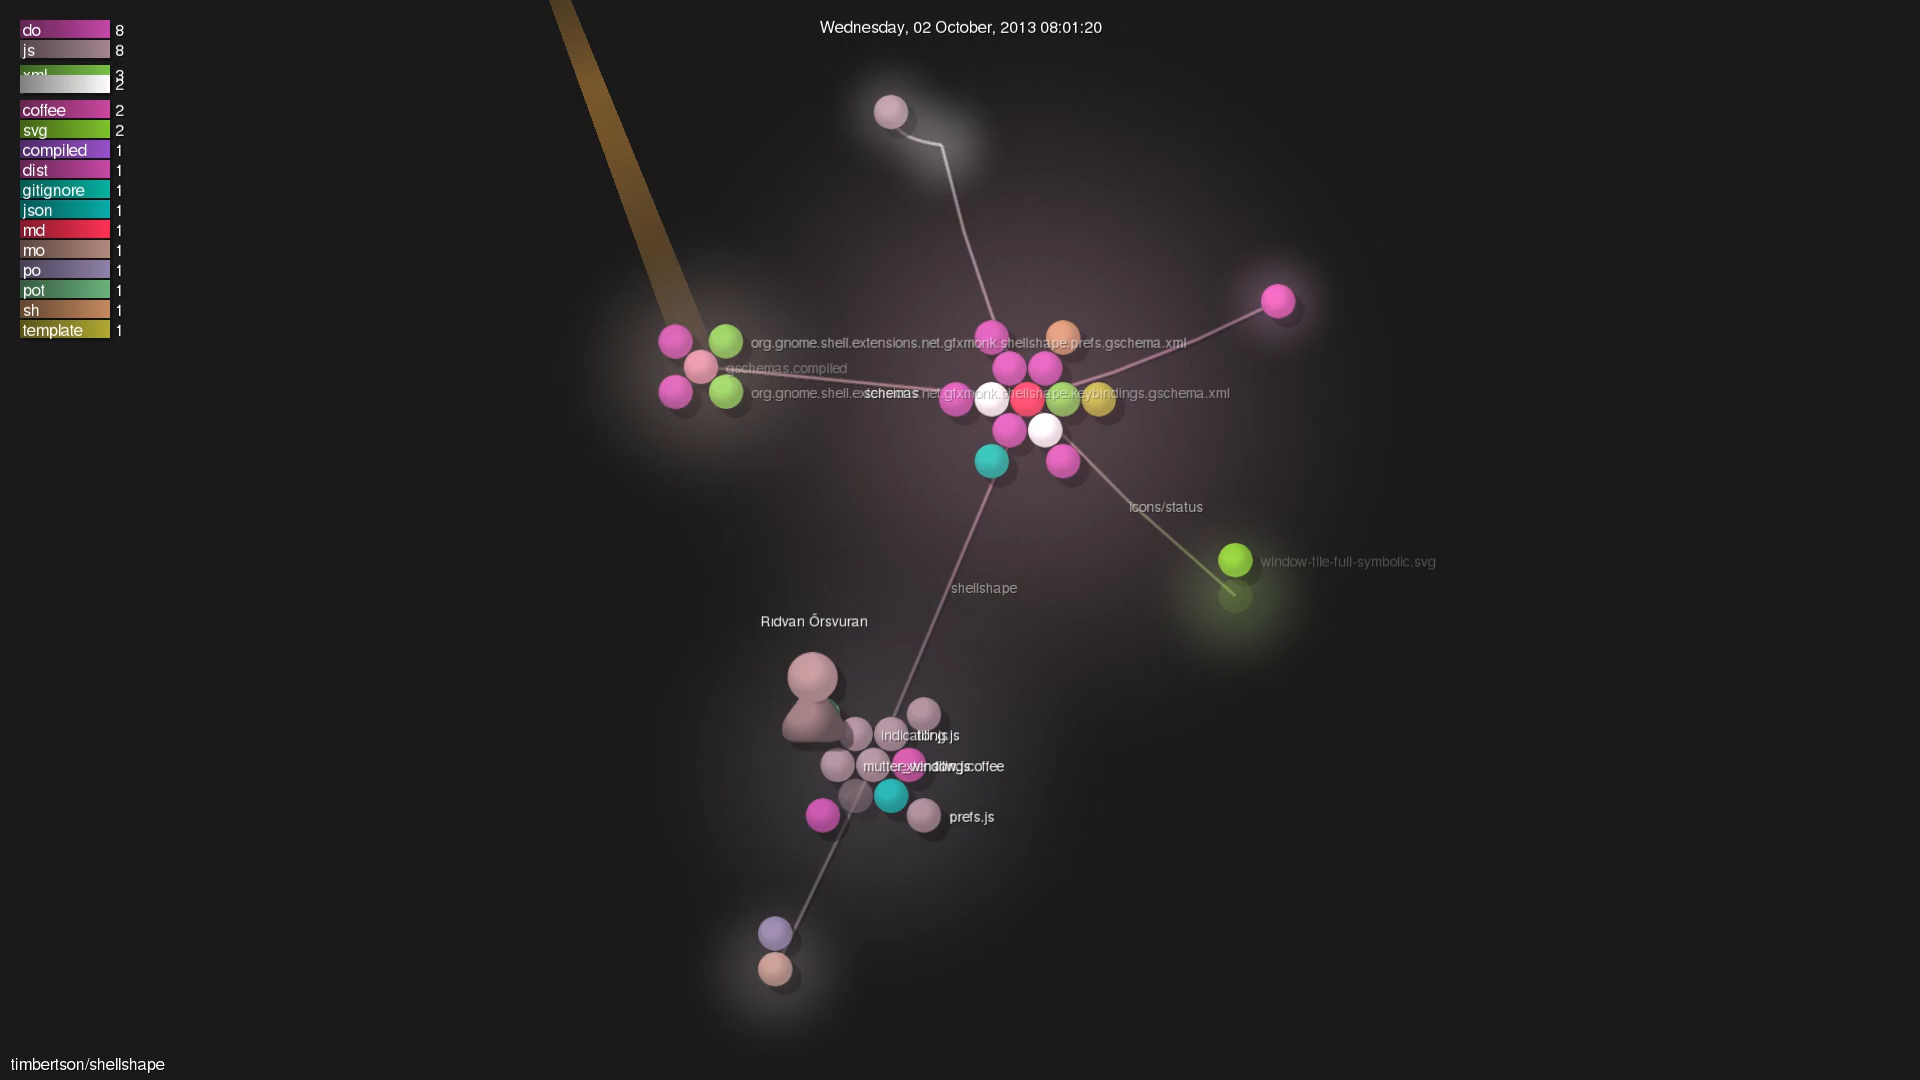 Wednesday, 02 October, 2013 08:01:20
do 8
js 8
xml 3
2
coffee 2
svg 2
compiled 1
dist 1
gitignore 1
json 1
md 1
mo 1
po 1
pot 1
sh 1
template 1
org.gnome.shell.extensions.net.gfxmonk.shellshape.prefs.gschema.xml
gschemas.compiled
schemas
.net.gfxmonk.shellshape.keybindings.gschema.xml
icons/status
window-tile-full-symbolic.svg
shellshape
Rıdvan Örsvuran
prefs.js
timbertson/shellshape